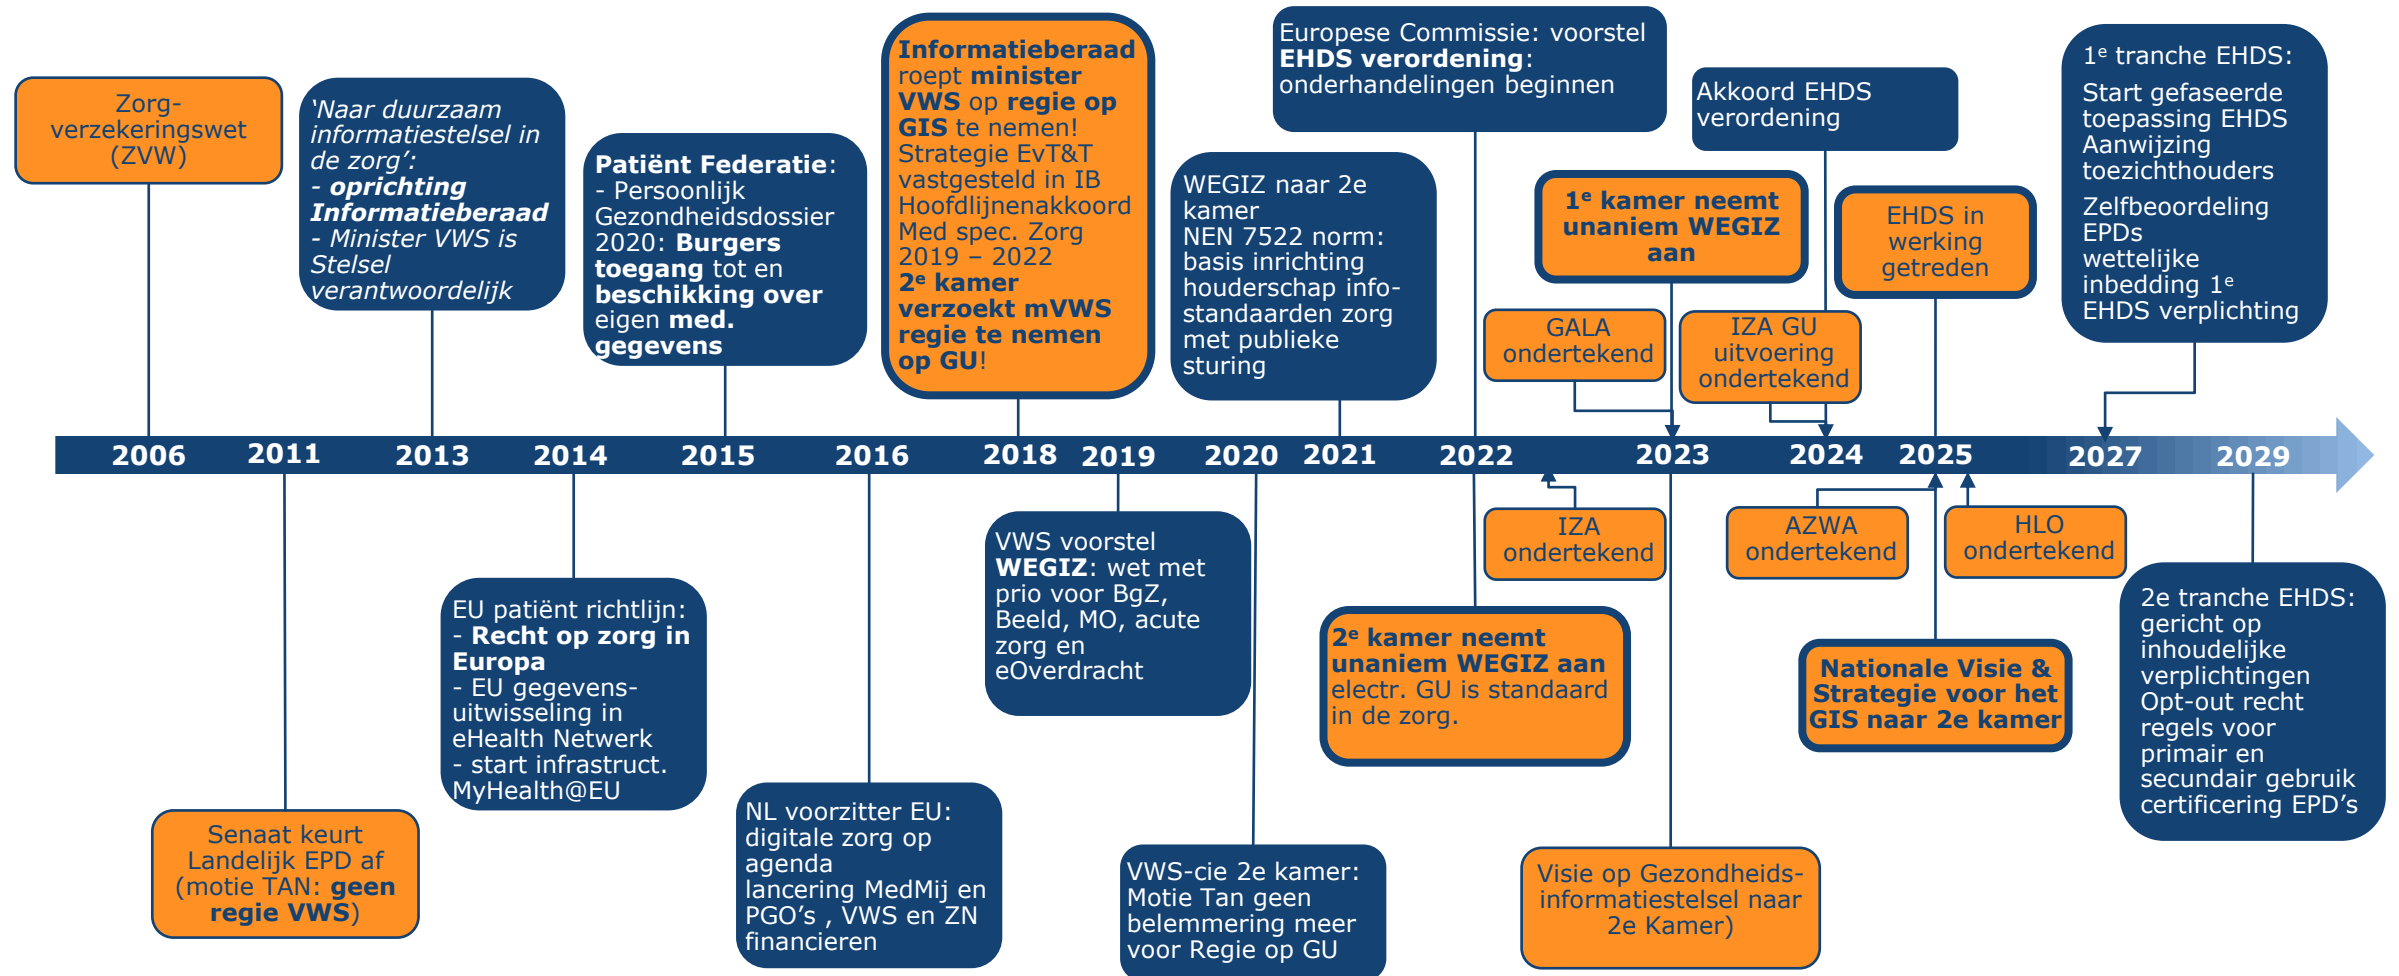 Zorg-
verzekeringswet
(ZVW)
‘Naar duurzaam
informatiestelsel in
de zorg’:
- oprichting
Informatieberaad
- Minister VWS is
Stelsel
verantwoordelijk
Patiënt Federatie:
- Persoonlijk
Gezondheidsdossier
2020: Burgers
toegang tot en
beschikking over
eigen med.
gegevens
Informatieberaad
roept minister
VWS op regie op
GIS te nemen!
Strategie EvT&T
vastgesteld in IB
Hoofdlijnenakkoord
Med spec. Zorg
2019 – 2022
2e kamer
verzoekt mVWS
regie te nemen
op GU!
WEGIZ naar 2e
kamer
NEN 7522 norm:
basis inrichting
houderschap info-
standaarden zorg
met publieke
sturing
Europese Commissie: voorstel
EHDS verordening:
onderhandelingen beginnen
1e kamer neemt
unaniem WEGIZ
aan
GALA
ondertekend
Akkoord EHDS
verordening
IZA GU
uitvoering
ondertekend
EHDS in
werking
getreden
1e tranche EHDS:
Start gefaseerde
toepassing EHDS
Aanwijzing
toezichthouders
Zelfbeoordeling
EPDs
wettelijke
inbedding 1e
EHDS verplichting
2006
2011
2013
2014
2015
2016
2018
2019
2020
2021
2022
2023
2024
2025
2027
2029
Senaat keurt
Landelijk EPD af
(motie TAN: geen
regie VWS)
EU patiënt richtlijn:
- Recht op zorg in
Europa
- EU gegevens-
uitwisseling in
eHealth Netwerk
- start infrastruct.
MyHealth@EU
NL voorzitter EU:
digitale zorg op
agenda
lancering MedMij en
PGO’s , VWS en ZN
financieren
VWS voorstel
WEGIZ: wet met
prio voor BgZ,
Beeld, MO, acute
zorg en
eOverdracht
VWS-cie 2e kamer:
Motie Tan geen
belemmering meer
voor Regie op GU
2e kamer neemt
unaniem WEGIZ aan
electr. GU is standaard
in de zorg.
IZA
ondertekend
Visie op Gezondheids-
informatiestelsel naar
2e Kamer)
AZWA
ondertekend
Nationale Visie &
Strategie voor het
GIS naar 2e kamer
HLO
ondertekend
2e tranche EHDS:
gericht op
inhoudelijke
verplichtingen
Opt-out recht
regels voor
primair en
secundair gebruik
certificering EPD’s